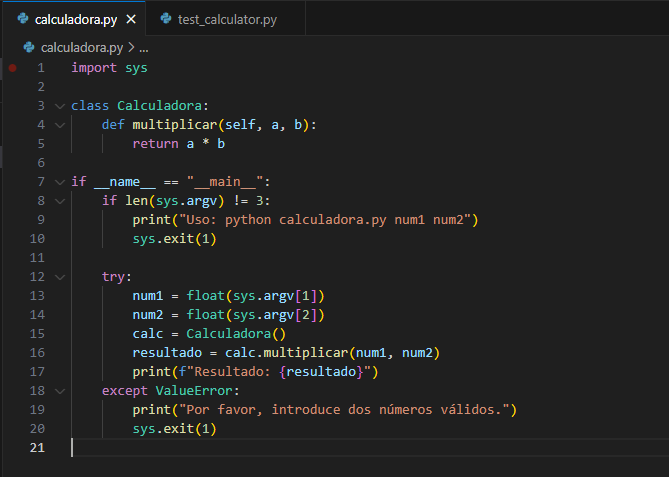 calculadora.py
test_calculator.py
calculadora.py > ...
1 import sys
2
3 class Calculadora:
4     def multiplicar(self, a, b):
5         return a * b
6
7 if __name__ == "__main__":
8     if len(sys.argv) != 3:
9         print("Uso: python calculadora.py num1 num2")
10         sys.exit(1)
11
12     try:
13         num1 = float(sys.argv[1])
14         num2 = float(sys.argv[2])
15         calc = Calculadora()
16         resultado = calc.multiplicar(num1, num2)
17         print(f"Resultado: {resultado}")
18     except ValueError:
19         print("Por favor, introduce dos números válidos.")
20         sys.exit(1)
21